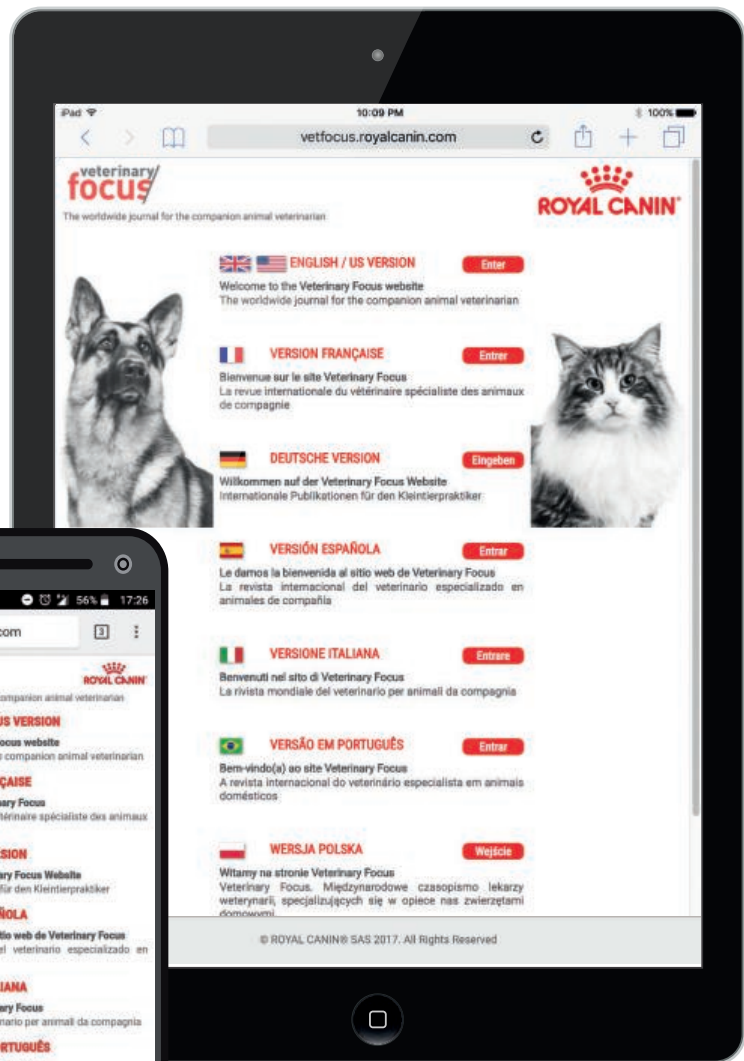 iPad
10:09 PM
100%
vetfocus.royalcanin.com
veterinary/
focus
The worldwide journal for the companion animal veterinarian
ROYAL CANIN
ENGLISH / US VERSION
Enter
Welcome to the Veterinary Focus website
The worldwide journal for the companion animal veterinarian
VERSION FRANÇAISE
Entrer
Bienvenue sur le site Veterinary Focus
La revue internationale du vétérinaire spécialiste des animaux
de compagnie
DEUTSCHE VERSION
Eingeben
Willkommen auf der Veterinary Focus Website
Internationale Publikationen für den Kleintierpraktiker
VERSIÓN ESPAÑOLA
Entrar
Le damos la bienvenida al sitio web de Veterinary Focus
La revista internacional del veterinario especializado en
animales de compañía
VERSIONE ITALIANA
Entrare
Benvenuti nel sito di Veterinary Focus
La rivista mondiale del veterinario per animali da compagnia
VERSÃO EM PORTUGUÊS
Entrar
Bem-vindo(a) ao site Veterinary Focus
A revista internacional do veterinário especialista em animais
domésticos
WERSJA POLSKA
Wejście
Witamy na stronie Veterinary Focus
Veterinary Focus. Międzynarodowe czasopismo lekarzy
weterynarii, specjalizujących się w opiece nas zwierzętami
domowymi
© ROYAL CANIN® SAS 2017. All Rights Reserved
56% 17:26
com
3
ROYAL CANIN
companion animal veterinarian
US VERSION
ocus website
companion animal veterinarian
ÇAISE
ary Focus
térinaire spécialiste des animaux
SION
ary Focus Website
für den Kleintierpraktiker
ÑOLA
tio web de Veterinary Focus
el veterinario especializado en
IANA
ary Focus
nario per animali da compagnia
RTUGUÊS